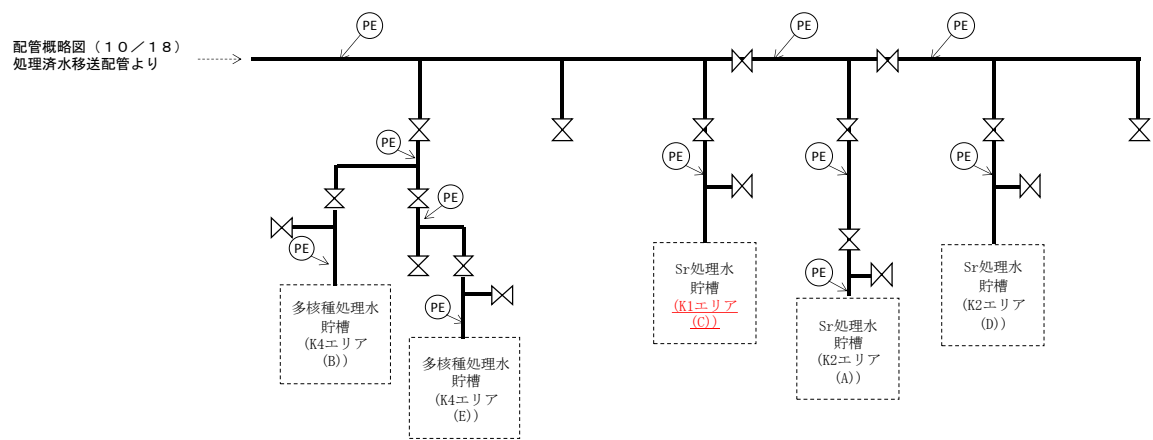 PE
PE
PE
配管概略図（１０／１８）
処理済水移送配管より
PE
PE
PE
PE
PE
PE
PE
Sr処理水
貯槽
(K1エリア
(C))
PE
Sr処理水
貯槽
(K2エリア
(D))
多核種処理水
貯槽
(K4エリア
(B))
PE
Sr処理水
貯槽
(K2エリア
(A))
多核種処理水
貯槽
(K4エリア
(E))